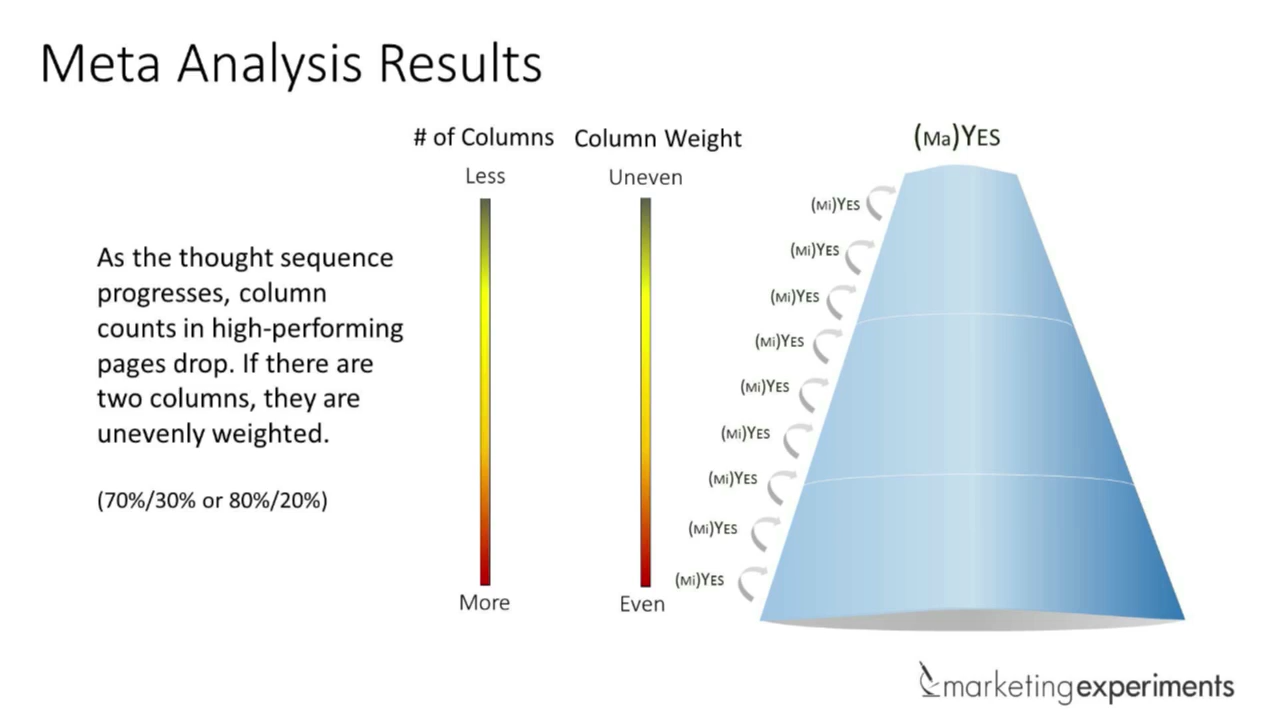 Meta Analysis Results
# of Columns
Column Weight
(Ma)YES
Less
Uneven
(Mi)YES
(Mi)YES
(Mi)YES
(Mi)YES
(Mi)YES
(Mi)YES
(Mi)YES
(Mi)YES
(Mi)YES
As the thought sequence
progresses, column
counts in high-performing
pages drop. If there are
two columns, they are
unevenly weighted.
(70%/30% or 80%/20%)
More
Even
marketingexperiments